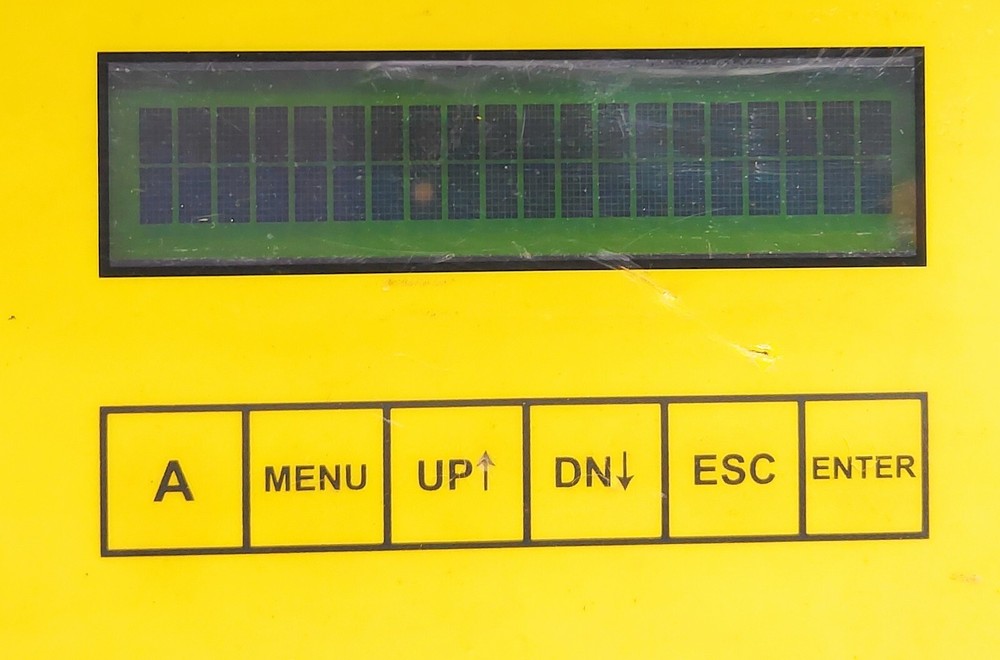 A MENU UP↑ DN↓ ESC ENTER